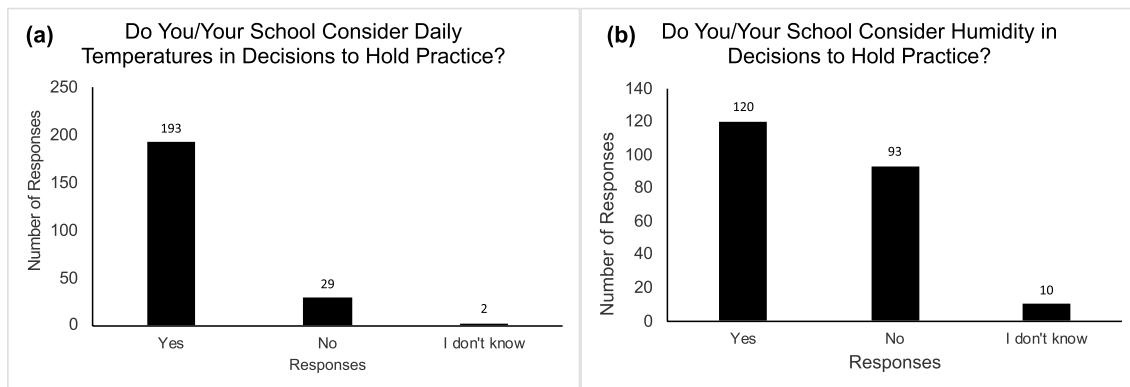 (a)
Do You/Your School Consider Daily
Temperatures in Decisions to Hold Practice?
Number of Responses
250
200
150
100
50
0
193
29
2
Yes
No
I don't know
Responses
(b)
Do You/Your School Consider Humidity in
Decisions to Hold Practice?
Number of Responses
140
120
100
80
60
40
20
0
120
93
10
Yes
No
I don't know
Responses